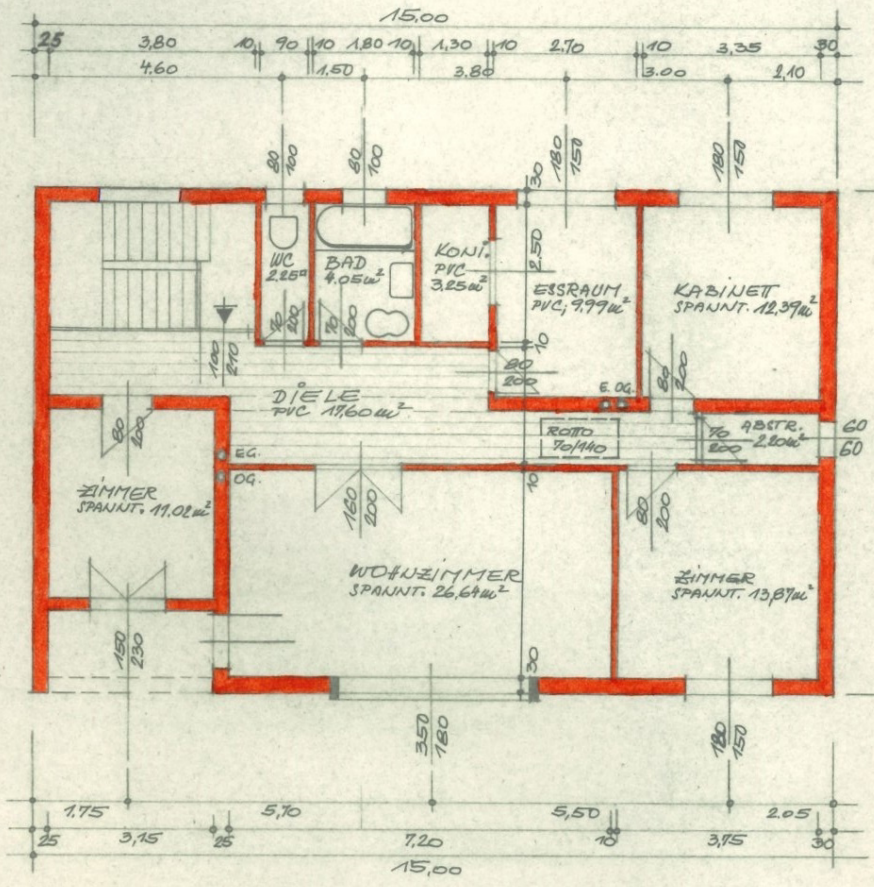 15,00
25 3,80 10 90 10 1,80 10 1,30 10 2.70 10 3,35 30
4.60 1,50 3.80 3.00 2,10
80 100
80 100
180 150
180 150
30
2.50
WC
2.25
BAD
4.05m²
KONI.
PVC
3,25m²
ESSRAUM
PVC; 9,99m²
KABINETT
SPANNT. 12,39m²
70 200
70 200
100 210
10
80 200
E. OG.
80 200
DIELE
PVC 17,60m²
80 200
ROTTO
70/140
70
200
ABSTR.
2,20m²
60
60
EG.
OG.
10
ZIMMER
SPANNT. 11,02m²
160 200
80 200
WOHNZIMMER
SPANNT. 26,64m²
ZIMMER
SPANNT. 13,87m²
150 230
30
350 180
180 150
1.75 5,70 5,50 2.05
25 3,15 25 7,20 10 3,75 30
15,00